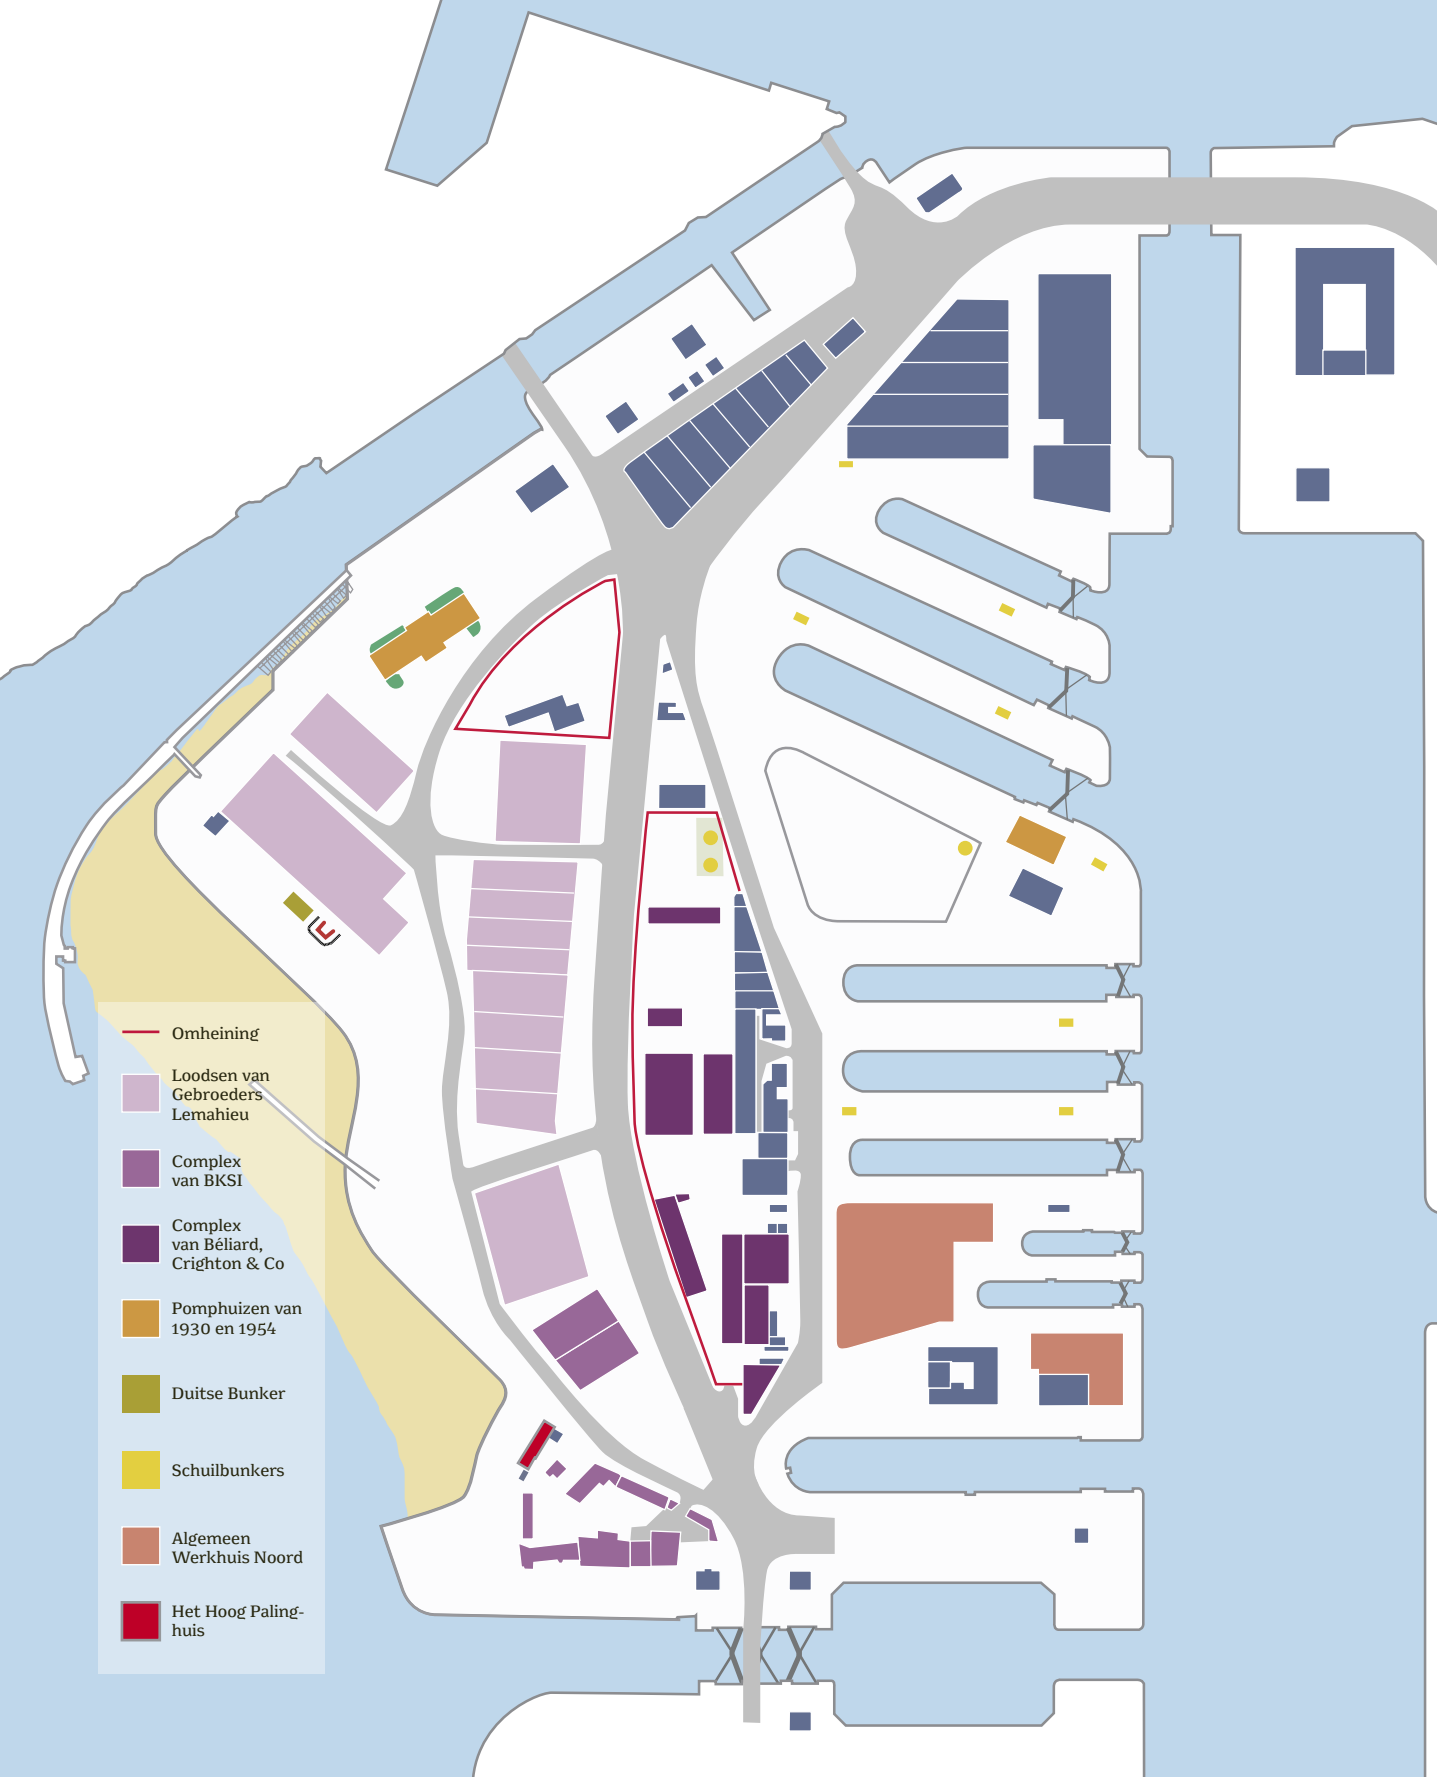 Omheining
Loodsen van
Gebroeders
Lemahieu
Complex
van BKSI
Complex
van Béliard,
Crighton & Co
Pomphuizen van
1930 en 1954
Duitse Bunker
Schuilbunkers
Algemeen
Werkhuis Noord
Het Hoog Paling-
huis